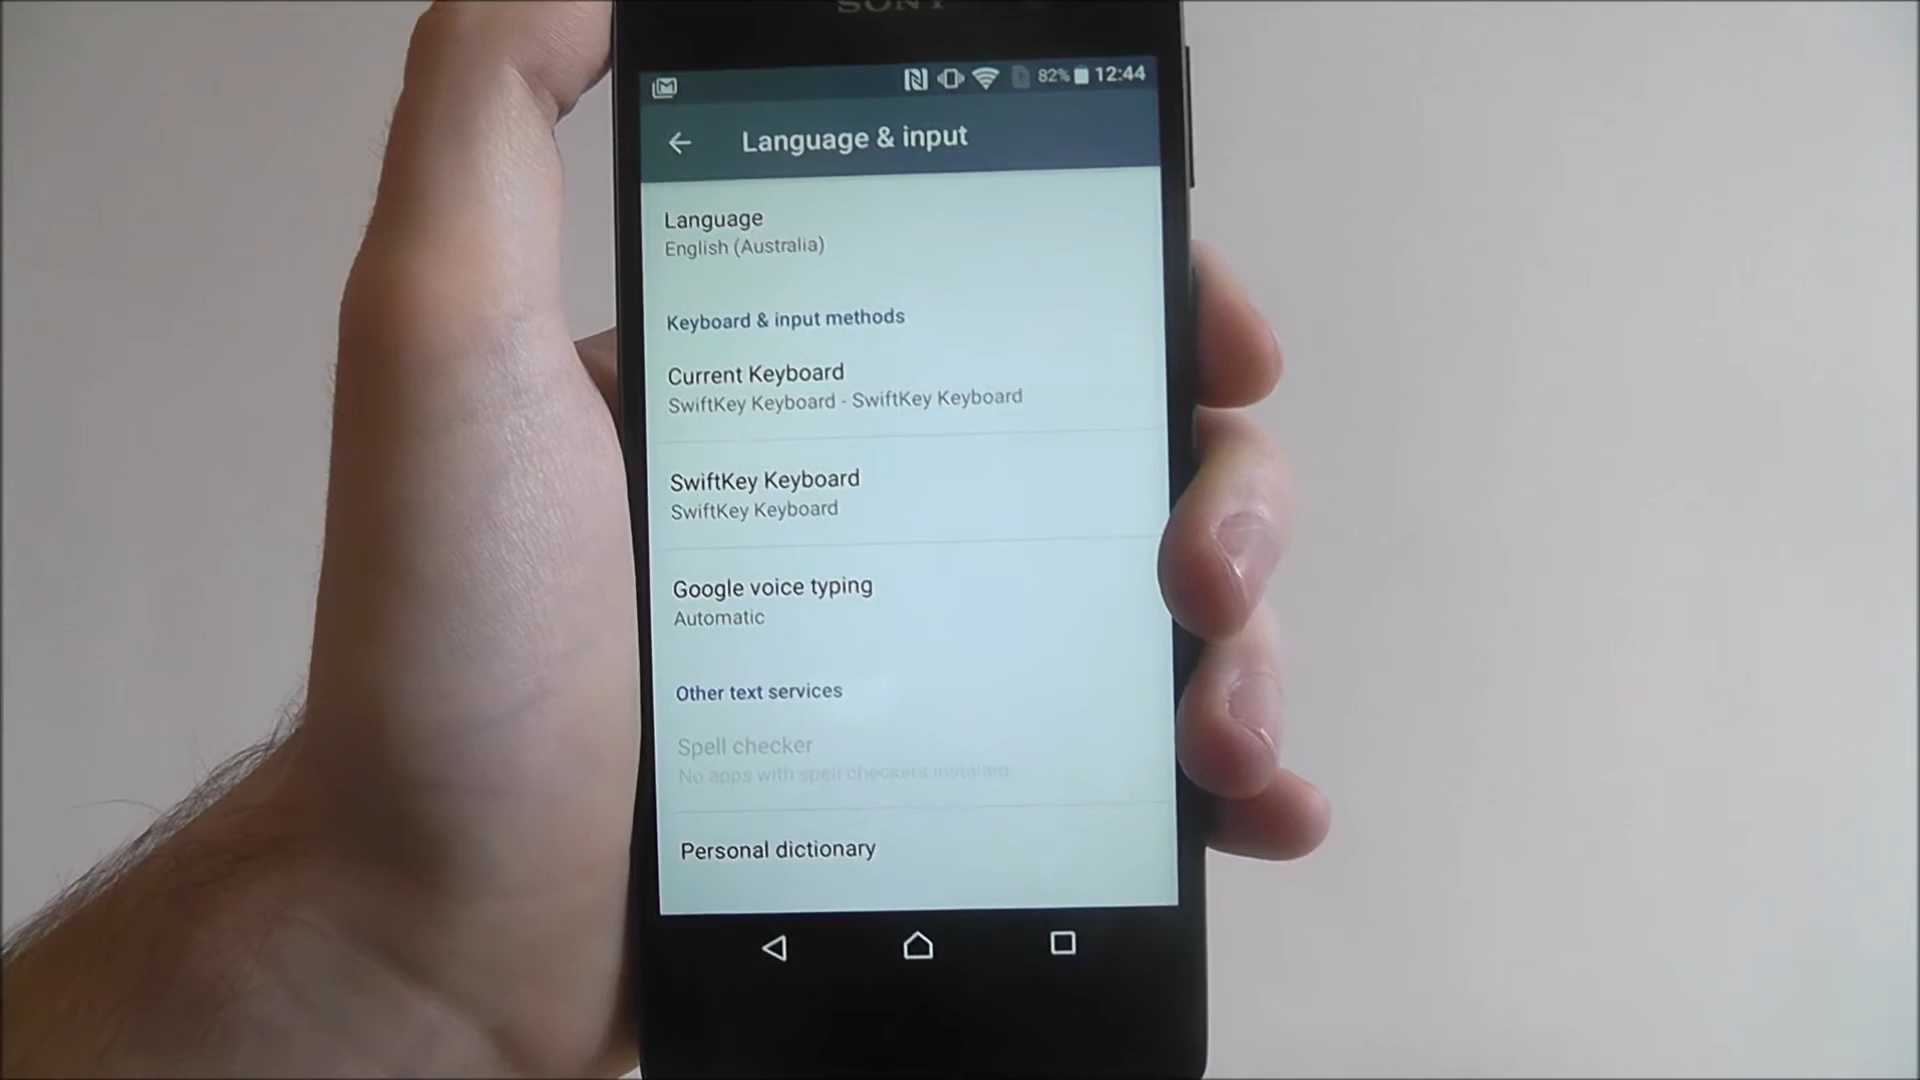 SONY
82% 12:44
Language & input
Language
English (Australia)
Keyboard & input methods
Current Keyboard
SwiftKey Keyboard - SwiftKey Keyboard
SwiftKey Keyboard
SwiftKey Keyboard
Google voice typing
Automatic
Other text services
Spell checker
No apps with spell checkers installed
Personal dictionary